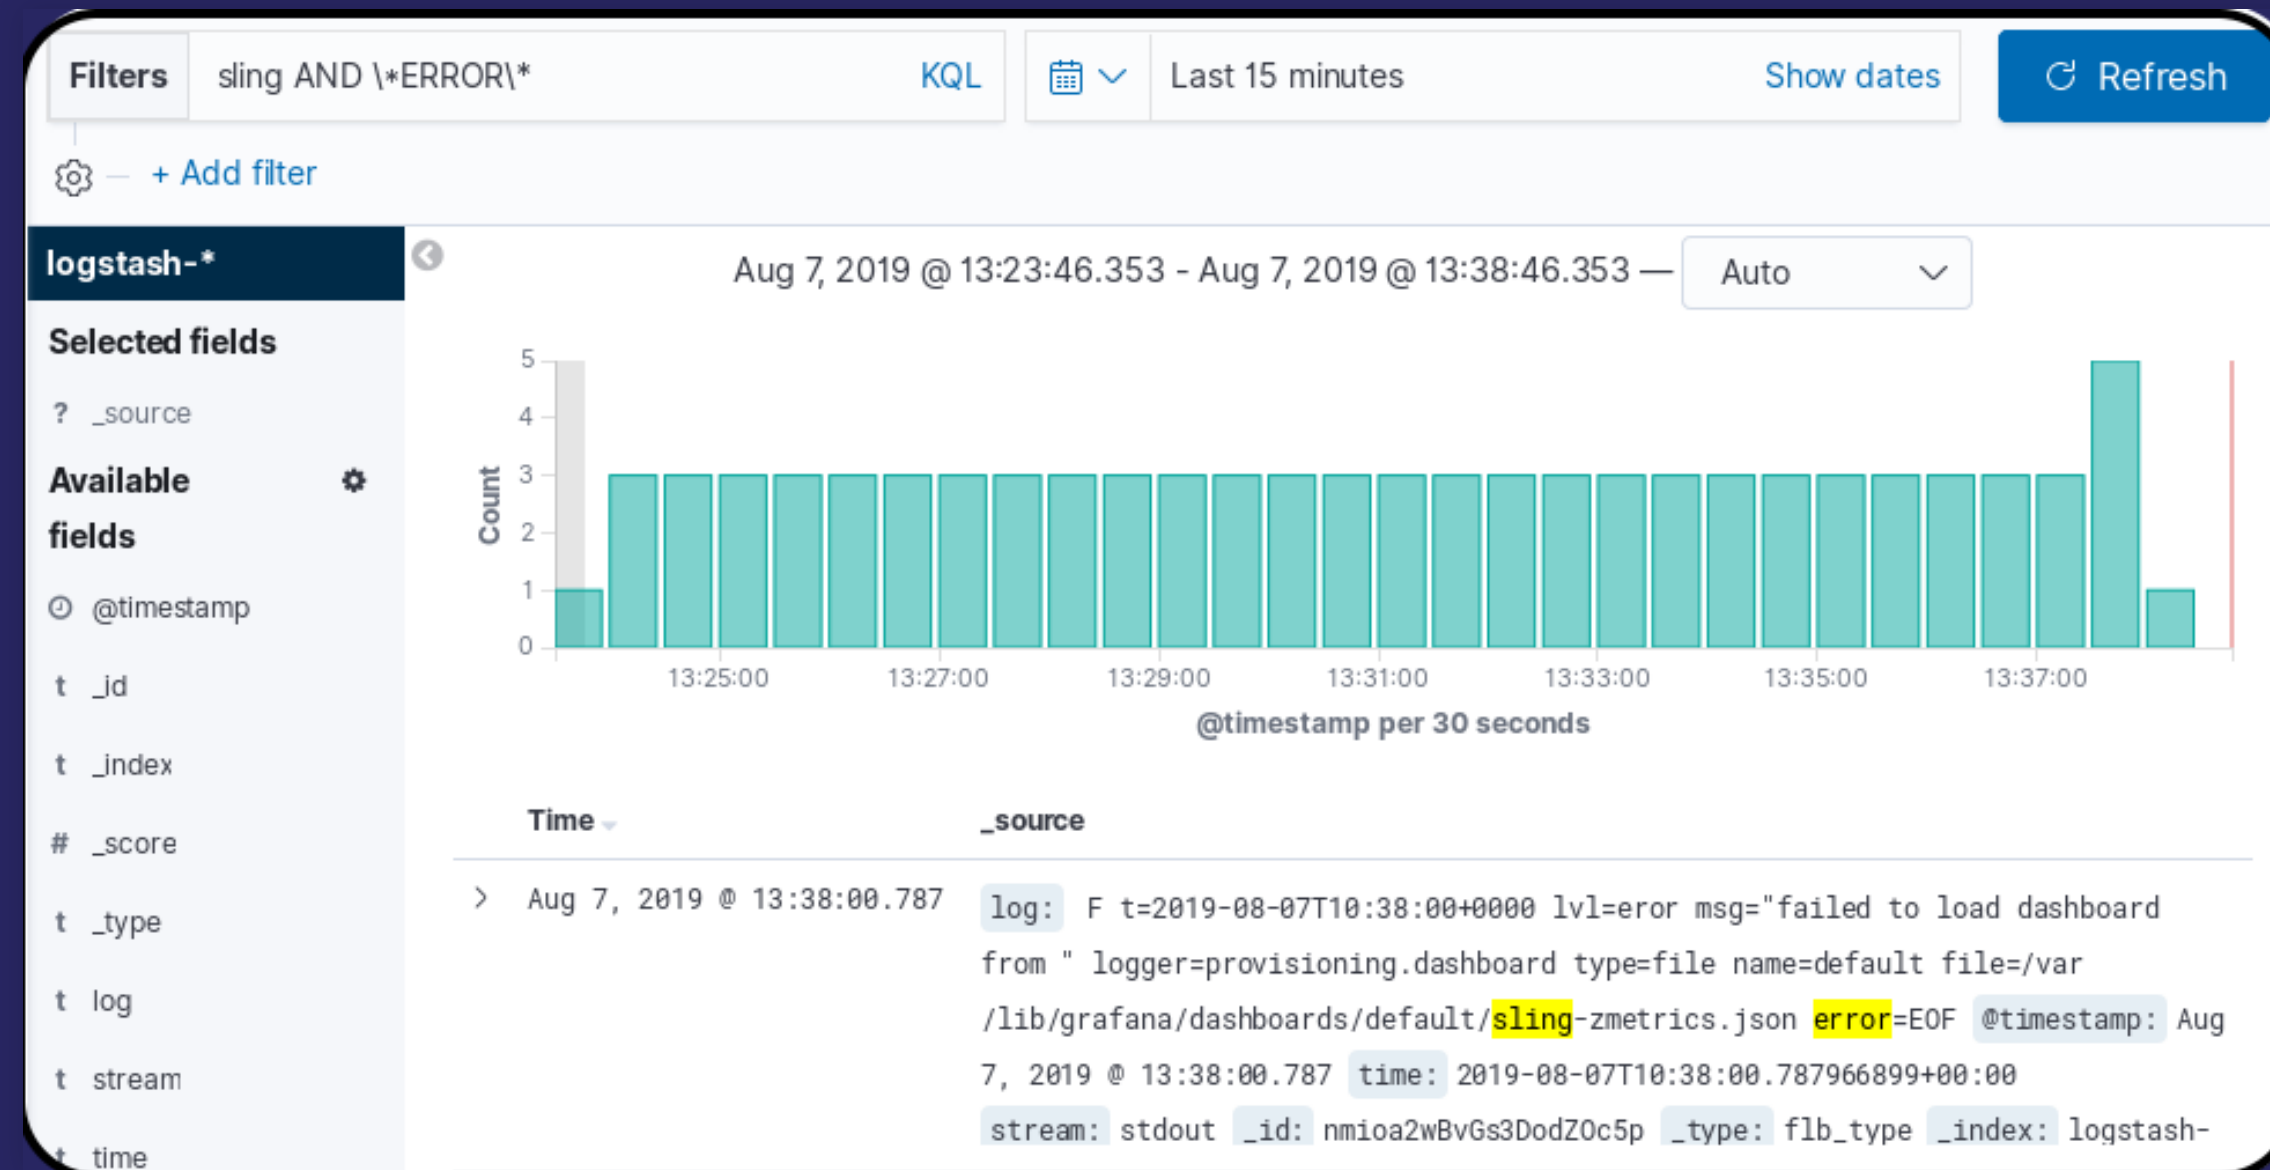 Filters sling AND \*ERROR\* KQL Last 15 minutes Show dates Refresh
+ Add filter
logstash-*
Selected fields
? _source
Available
fields
@timestamp
t _id
t _index
# _score
t _type
t log
t stream
t time
Aug 7, 2019 @ 13:23:46.353 - Aug 7, 2019 @ 13:38:46.353 — Auto
5
4
3
2
1
0
Count
13:25:00 13:27:00 13:29:00 13:31:00 13:33:00 13:35:00 13:37:00
@timestamp per 30 seconds
Time _source
Aug 7, 2019 @ 13:38:00.787 log: F t=2019-08-07T10:38:00+0000 lvl=eror msg="failed to load dashboard
from " logger=provisioning.dashboard type=file name=default file=/var
/lib/grafana/dashboards/default/sling-zmetrics.json error=EOF @timestamp: Aug
7, 2019 @ 13:38:00.787 time: 2019-08-07T10:38:00.787966899+00:00
stream: stdout _id: nmioa2wBvGs3DodZOc5p _type: flb_type _index: logstash-